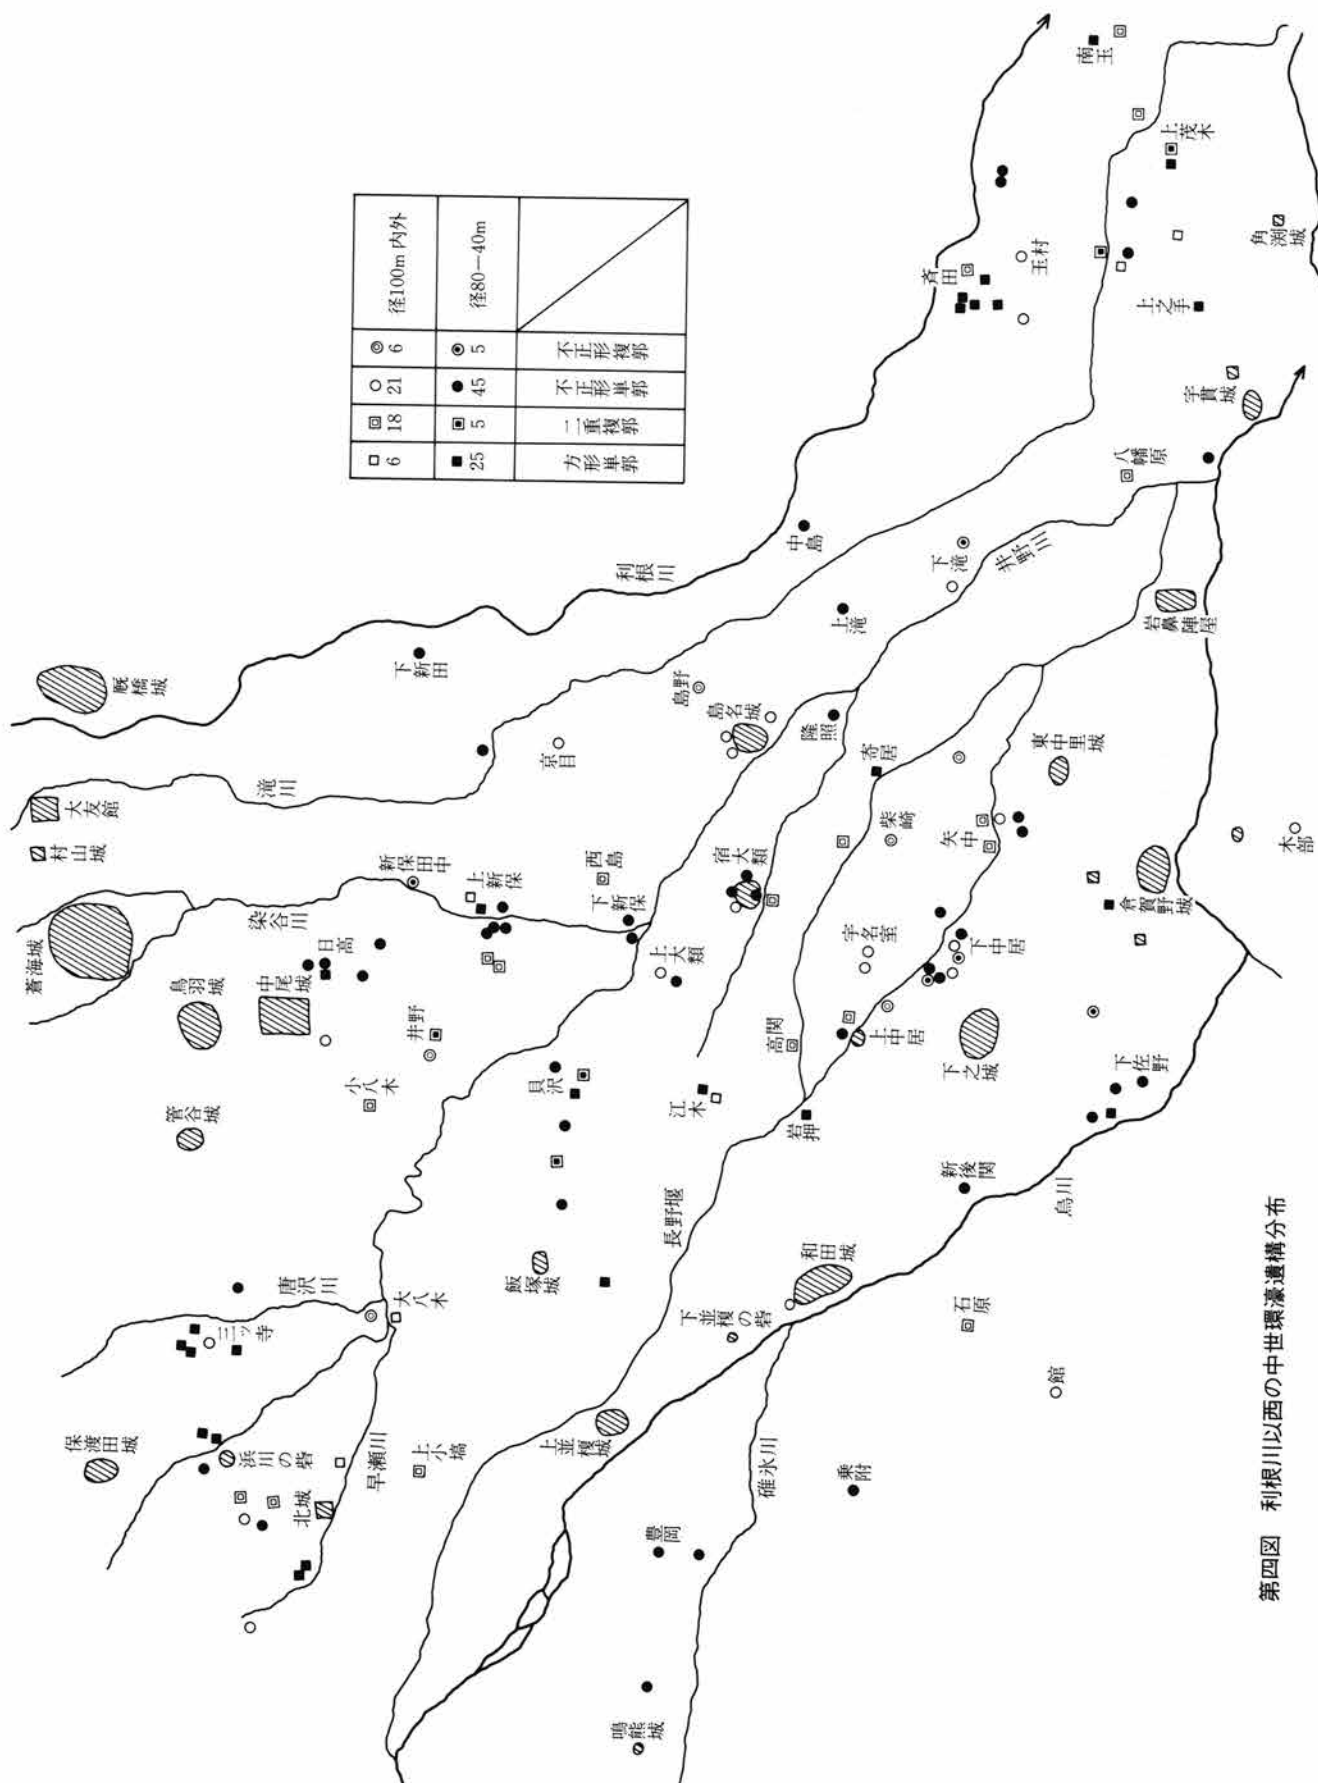 第四図 利根川以西の中世環濠遺構分布
径100m内外
径80―40m
不正形複郭
不正形単郭
二重複郭
方形単郭
◎ 6
○ 21
回 18
□ 6
5
● 45
5
■ 25
厩橋城
大友館
村山城
蒼海城
鳥羽城
中尾城
日高
菅谷城
小八木
井野
染谷川
滝川
利根川
新保田中
上新保
下新保
西島
京目
下新田
島野
島名城
中島
上滝
下滝
井野川
隆照
寄居
柴崎
矢中
東中里城
宿大類
上大類
宇名室
下中居
上中居
高関
下之城
岩押
江木
貝沢
飯塚城
長野堰
大八木
唐沢川
三ッ寺
保渡田城
浜川の砦
北城
早瀬川
上小塙
上並榎城
下並榎の砦
和田城
新後関
下佐野
烏川
石原
館
乗附
碓氷川
豊岡
鳴熊城
倉賀野城
木部
岩鼻陣屋
八幡原
宇貫城
上之手
角渕城
上茂木
玉村
斉田
南玉